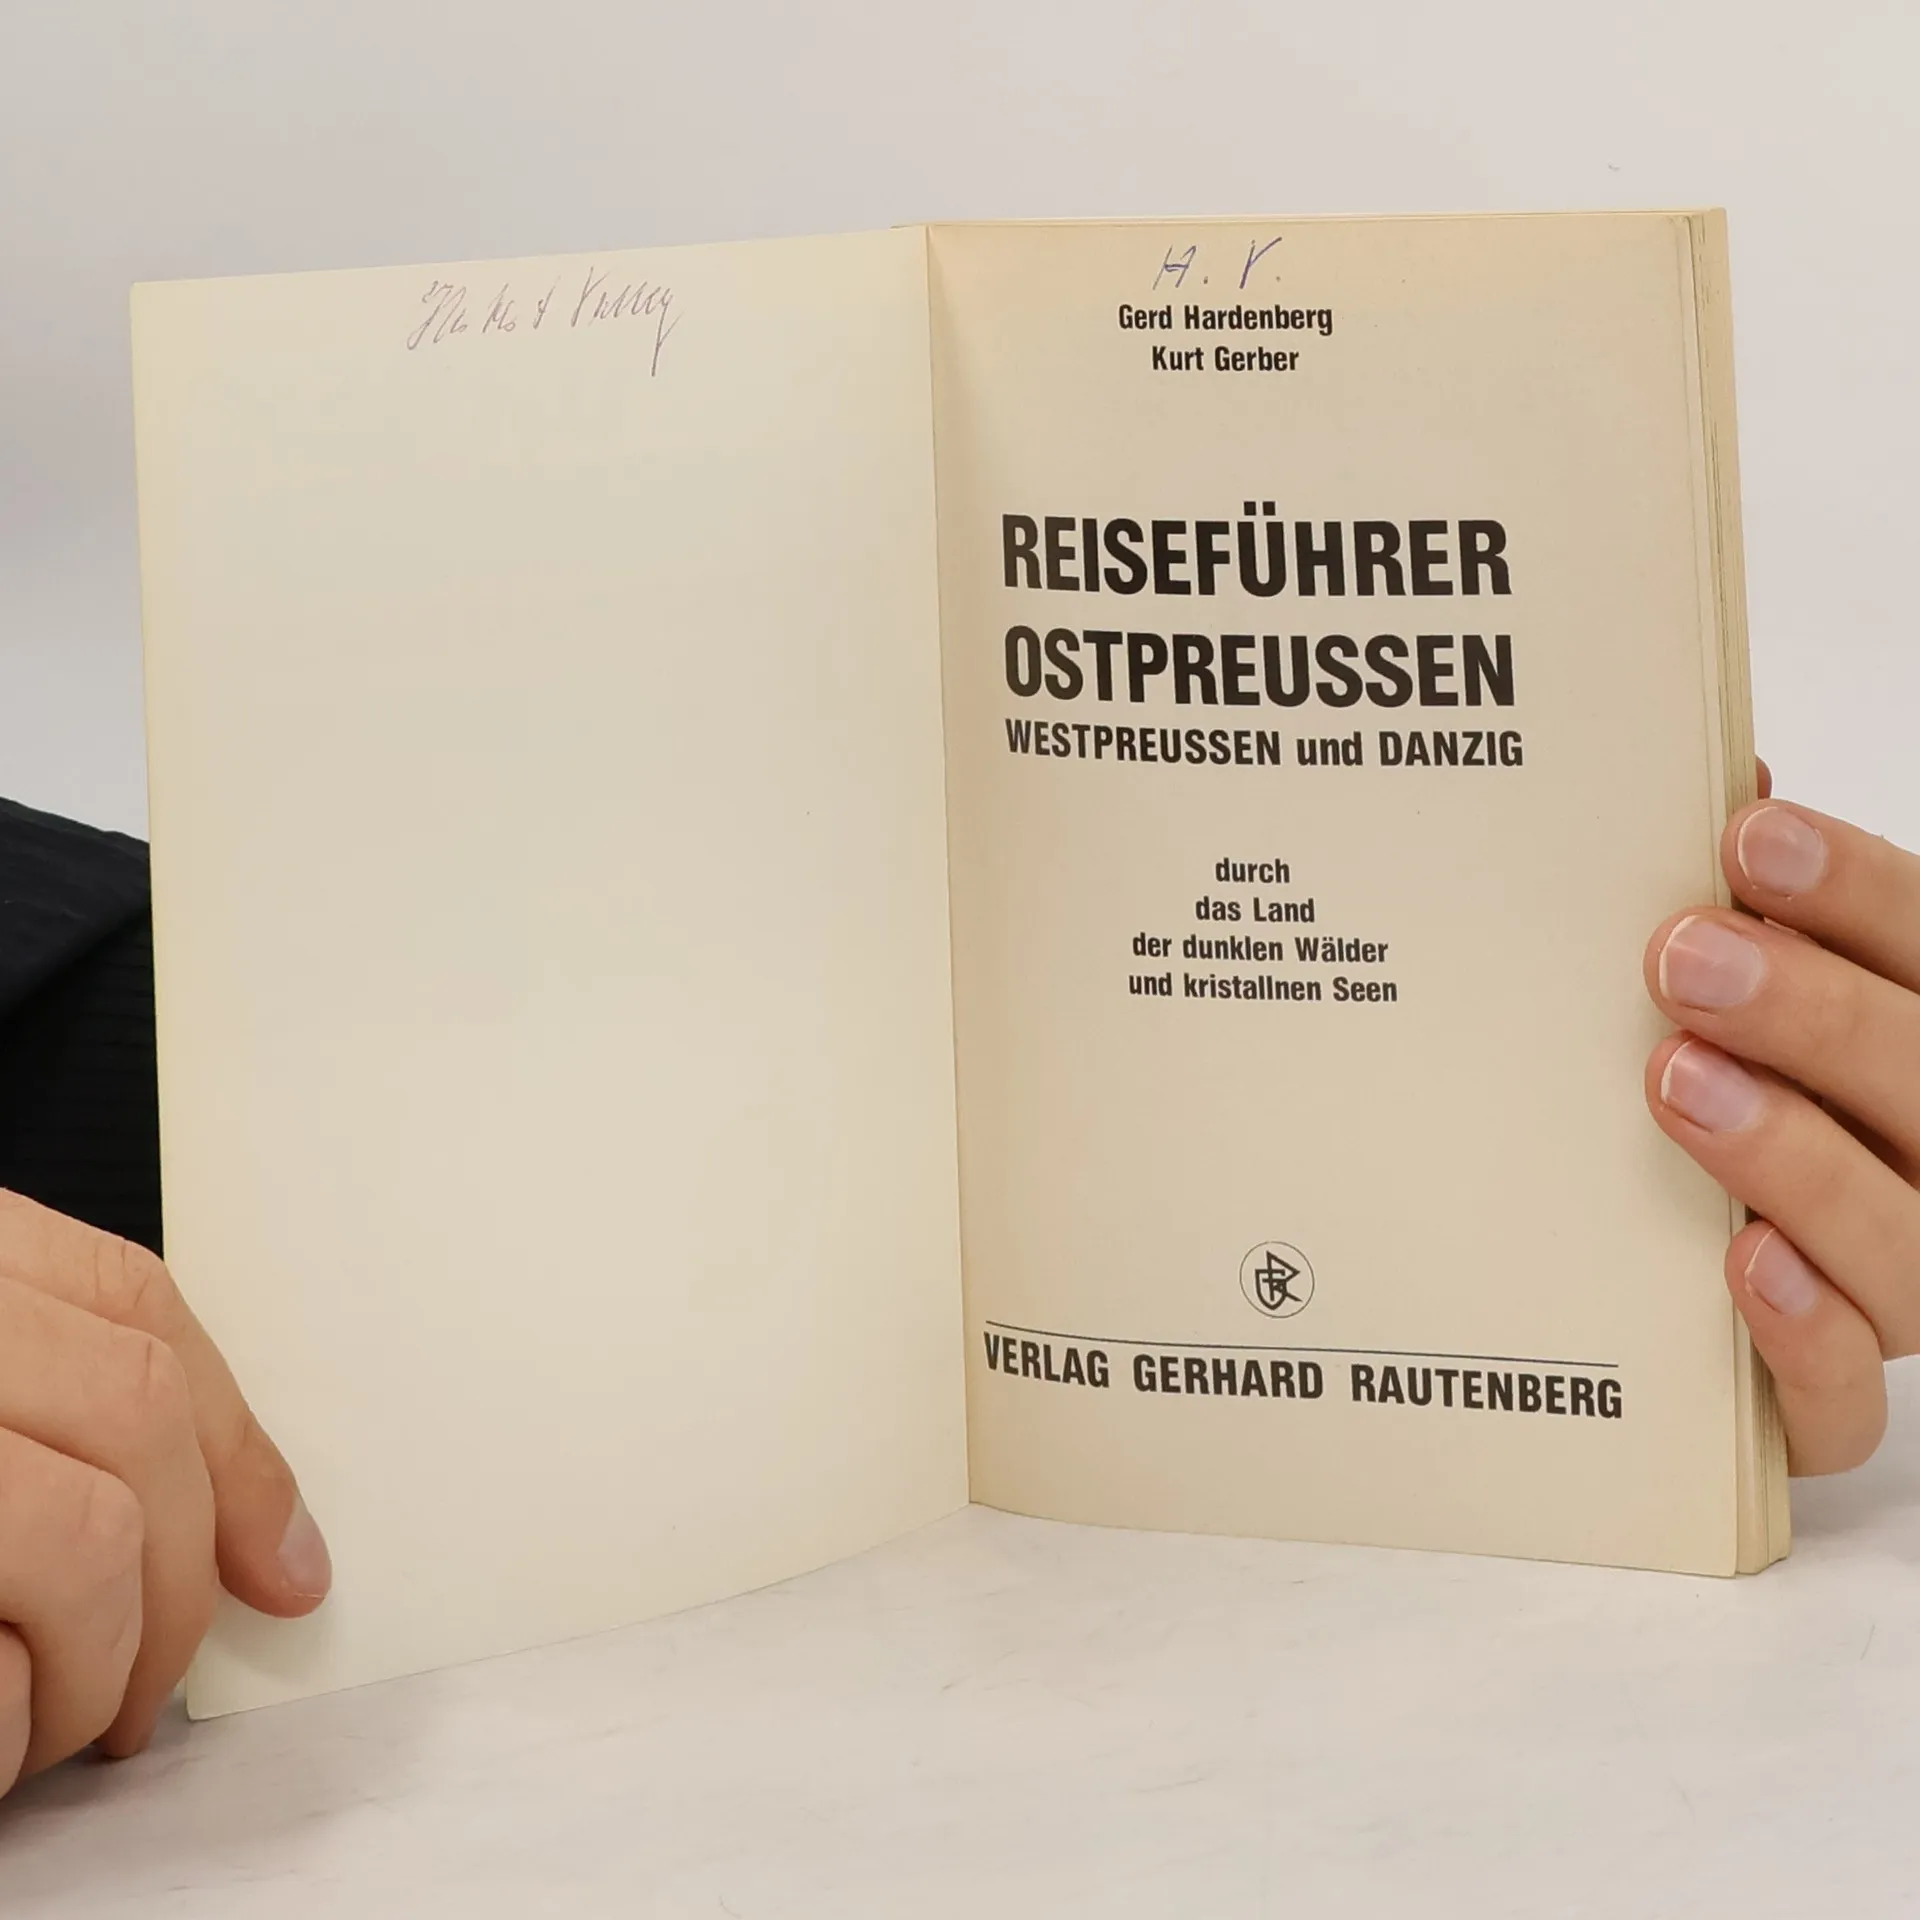 H. V.
Gerd Hardenberg
Kurt Gerber
REISEFÜHRER
OSTPREUSSEN
WESTPREUSSEN und DANZIG
durch
das Land
der dunklen Wälder
und kristallnen Seen
VERLAG GERHARD RAUTENBERG